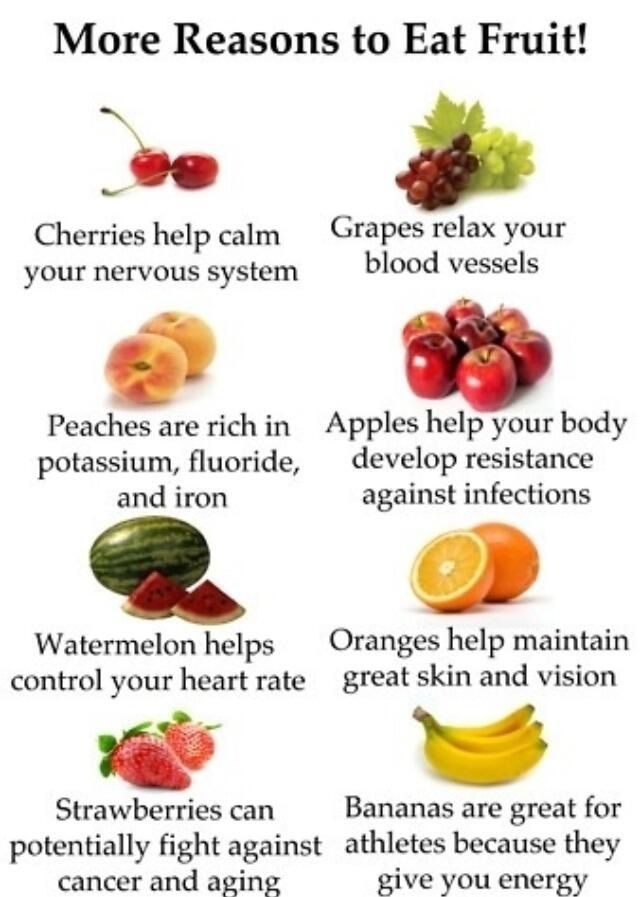 More Reasons to Eat Fruit!
Cherries help calm
your nervous system
Grapes relax your
blood vessels
Peaches are rich in
potassium, fluoride,
and iron
Apples help your body
develop resistance
against infections
Watermelon helps
control your heart rate
Oranges help maintain
great skin and vision
Strawberries can
potentially fight against
cancer and aging
Bananas are great for
athletes because they
give you energy